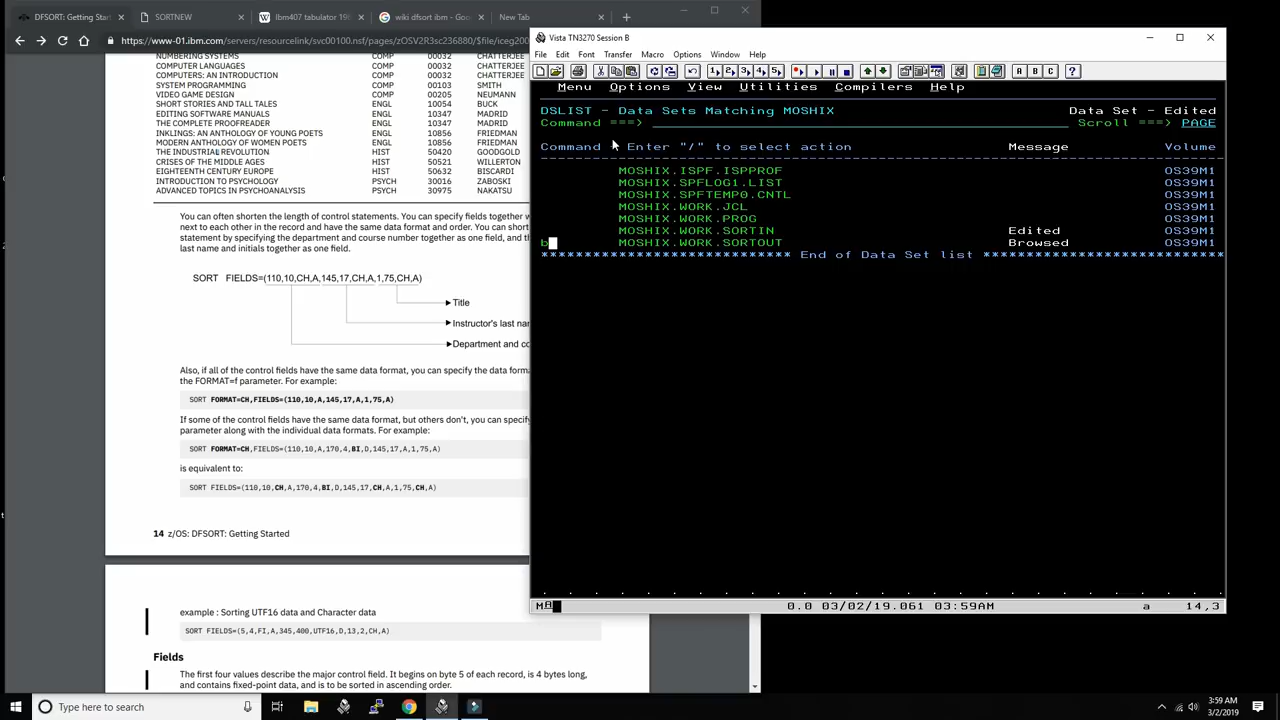 DFSORT: Getting Star
SORTNEW
Ibm407 tabulator 19
wiki dfsort ibm - Goo
New Tab
https://www-01.ibm.com/servers/resourcelink/svc00100.nsf/pages/zOSV2R3sc236880/$file/iceg200
NUMBERING SYSTEMS COMP 00032 CHATTERJEE
COMPUTER LANGUAGES COMP 00032 CHATTERJEE
COMPUTERS: AN INTRODUCTION COMP 00032 SMITH
SYSTEM PROGRAMMING COMP 00103 CHATTERJEE
VIDEO GAME DESIGN COMP 00205 NEUMANN
SHORT STORIES AND TALL TALES ENGL 10054 BUCK
EDITING SOFTWARE MANUALS ENGL 10347 MADRID
THE COMPLETE PROOFREADER ENGL 10347 MADRID
INKLINGS: AN ANTHOLOGY OF YOUNG POETS ENGL 10856 FRIEDMAN
MODERN ANTHOLOGY OF WOMEN POETS ENGL 10856 FRIEDMAN
THE INDUSTRIAL REVOLUTION HIST 50420 GOODGOLD
CRISES OF THE MIDDLE AGES HIST 50521 WILLERTON
EIGHTEENTH CENTURY EUROPE HIST 50632 BISCARDI
INTRODUCTION TO PSYCHOLOGY PSYCH 30016 ZABOSKI
ADVANCED TOPICS IN PSYCHOANALYSIS PSYCH 30975 NAKATSU
You can often shorten the length of control statements. You can specify fields together w
next to each other in the record and have the same data format and order. You can short
statement by specifying the department and course number together as one field, and th
last name and initials together as one field.
SORT FIELDS=(110,10,CH,A,145,17,CH,A,1,75,CH,A)
Title
Instructor's last nar
Department and co
Also, if all of the control fields have the same data format, you can specify the data form
the FORMAT=f parameter. For example:
SORT FORMAT=CH,FIELDS=(110,10,A,145,17,A,1,75,A)
If some of the control fields have the same data format, but others don't, you can specify
parameter along with the individual data formats. For example:
SORT FORMAT=CH,FIELDS=(110,10,A,170,4,BI,D,145,17,A,1,75,A)
is equivalent to:
SORT FIELDS=(110,10,CH,A,170,4,BI,D,145,17,CH,A,1,75,CH,A)
14 z/OS: DFSORT: Getting Started
example : Sorting UTF16 data and Character data
SORT FIELDS=(5,4,FI,A,345,400,UTF16,D,13,2,CH,A)
Fields
The first four values describe the major control field. It begins on byte 5 of each record, is 4 bytes long,
and contains fixed-point data, and is to be sorted in ascending order.
Vista TN3270 Session B
File Edit Font Transfer Macro Options Window Help
1 2 3 4 5 A B C ?
Menu Options View Utilities Compilers Help
DSLIST - Data Sets Matching MOSHIX Data Set - Edited
Command ===> Scroll ===> PAGE
Command - Enter "/" to select action Message Volume
MOSHIX.ISPF.ISPPROF OS39M1
MOSHIX.SPFLOG1.LIST OS39M1
MOSHIX.SPFTEMP0.CNTL OS39M1
MOSHIX.WORK.JCL OS39M1
MOSHIX.WORK.PROG OS39M1
MOSHIX.WORK.SORTIN Edited OS39M1
b MOSHIX.WORK.SORTOUT Browsed OS39M1
***************************** End of Data Set list ****************************
0.0 03/02/19.061 03:59AM a 14,3
Type here to search
3:59 AM
3/2/2019